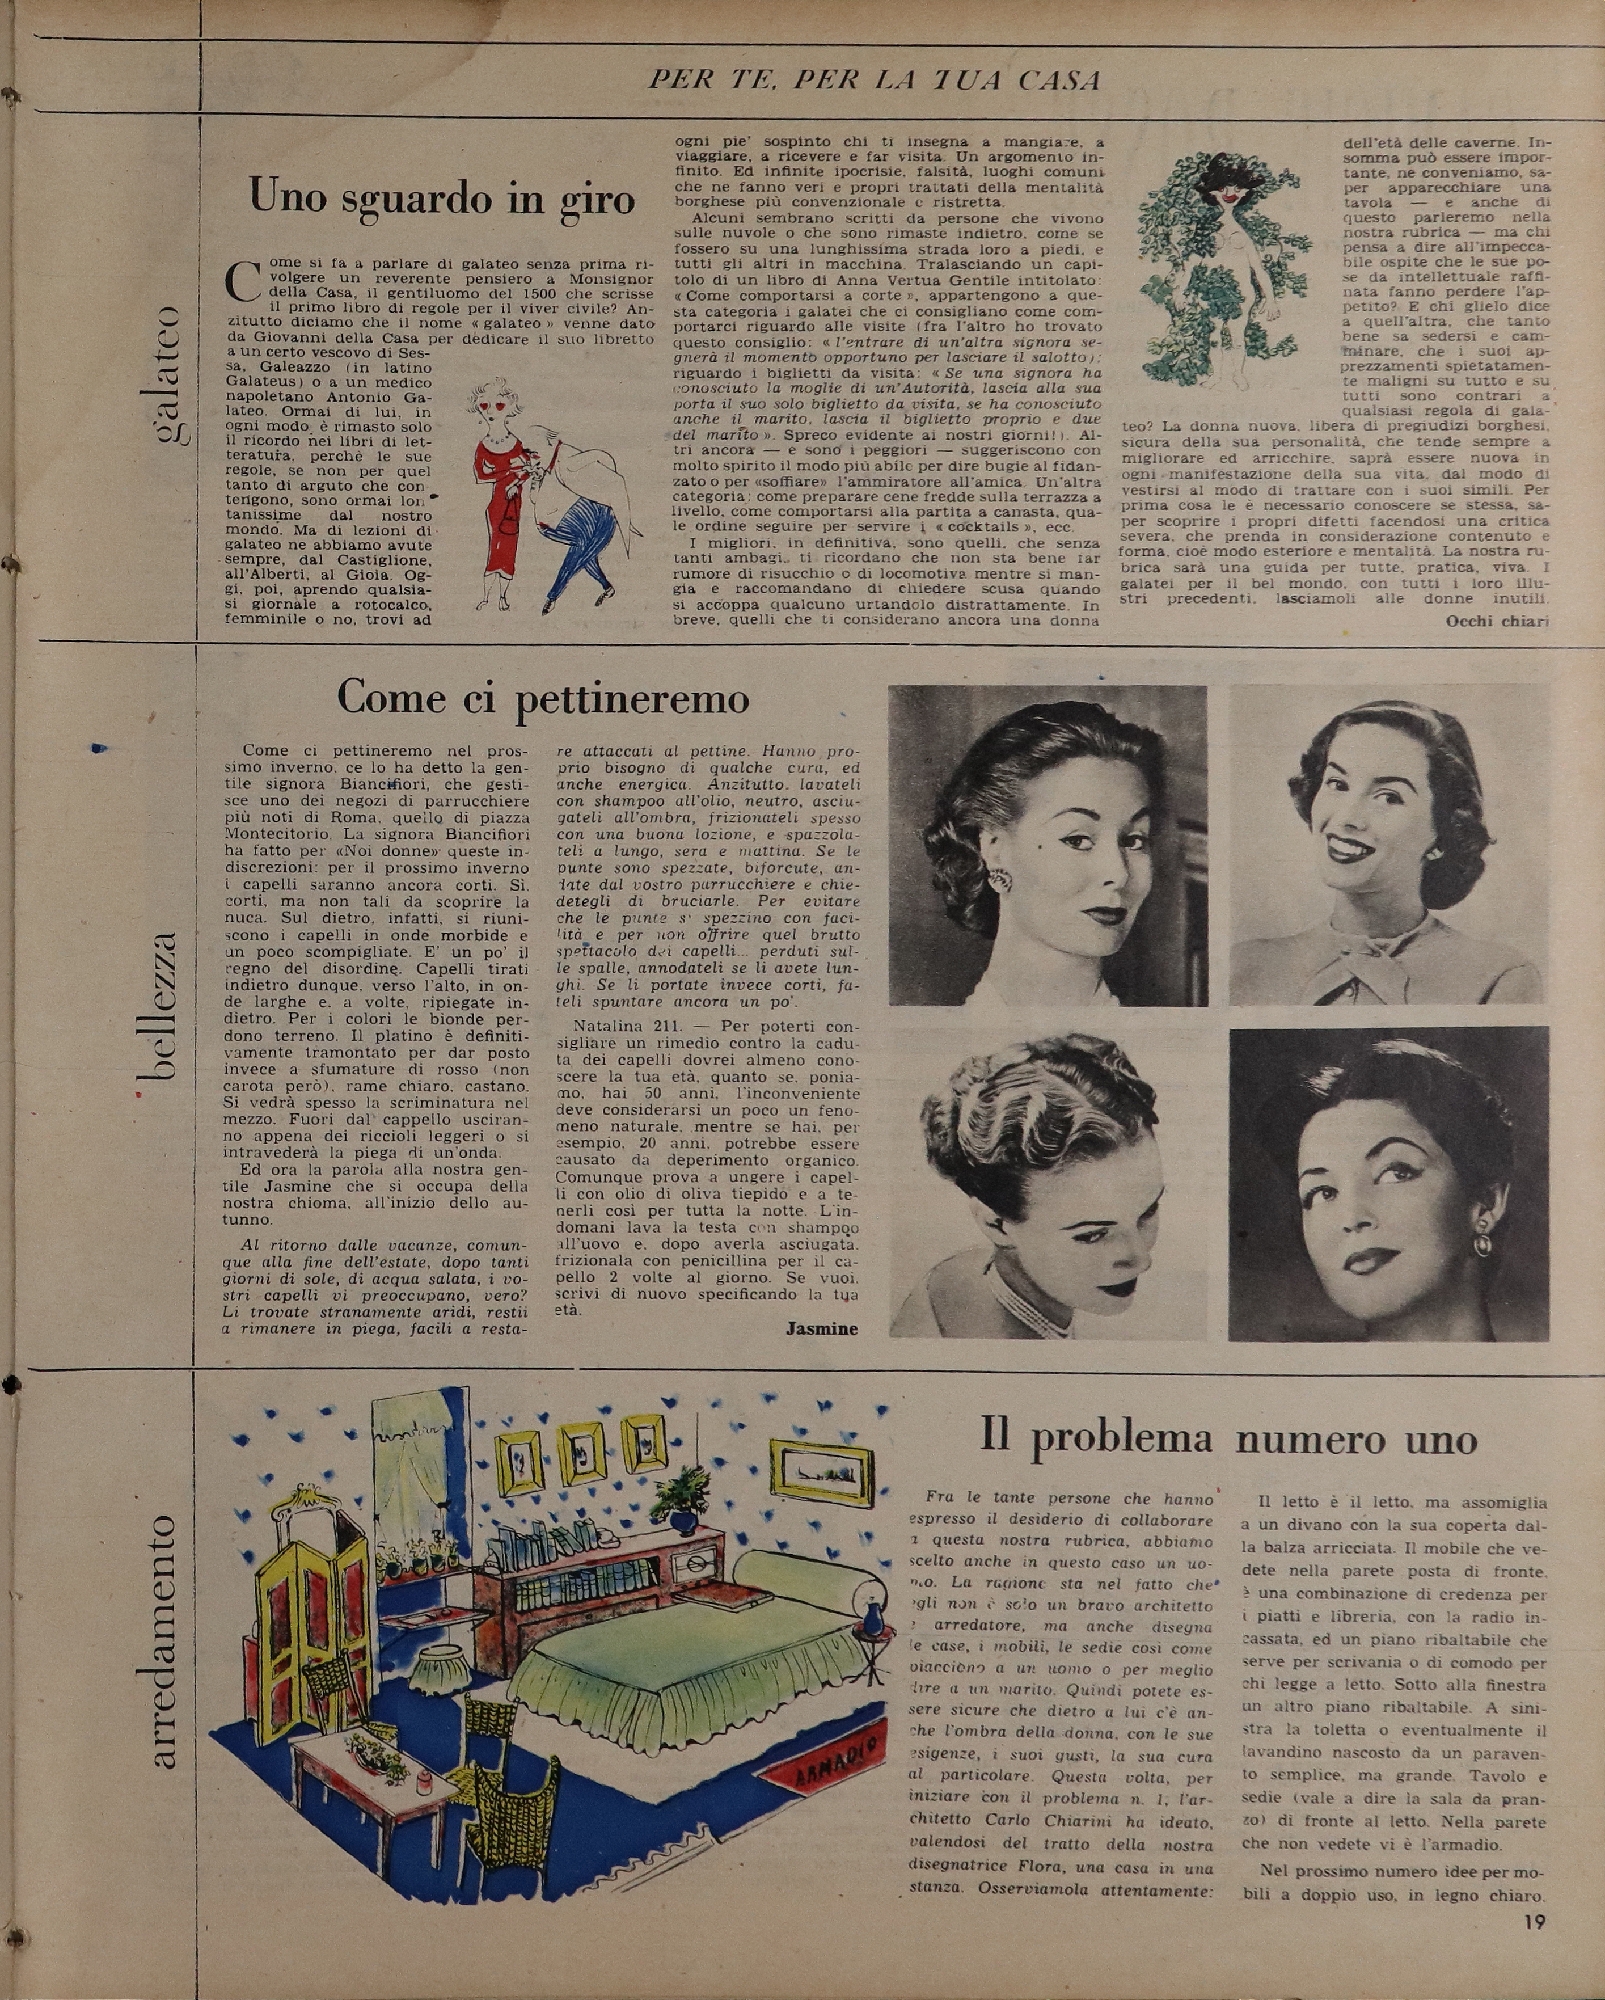 PER TE, PER LA TUA CASA
galateo
Uno sguardo in giro
Come si fa a parlare di galateo senza prima ri-
volgere un reverente pensiero a Monsignor
della Casa, il gentiluomo del 1500 che scrisse
il primo libro di regole per il viver civile? An-
zitutto diciamo che il nome « galateo » venne dato
da Giovanni della Casa per dedicare il suo libretto
a un certo vescovo di Ses-
sa, Galeazzo (in latino
Galateus) o a un medico
napoletano Antonio Ga-
lateo. Ormai di lui, in
ogni modo, è rimasto solo
il ricordo nei libri di let-
teratura, perchè le sue
regole, se non per quel
tanto di arguto che con
tengono, sono ormai lon
tanissime dal nostro
mondo. Ma di lezioni di
galateo ne abbiamo avute
sempre, dal Castiglione,
all'Alberti, al Gioia. Og-
gi, poi, aprendo qualsia-
si giornale a rotocalco,
femminile o no, trovi ad
ogni pie' sospinto chi ti insegna a mangiare, a
viaggiare, a ricevere e far visita. Un argomento in-
finito. Ed infinite ipocrisie, falsità, luoghi comuni
che ne fanno veri e propri trattati della mentalità
borghese più convenzionale e ristretta.
Alcuni sembrano scritti da persone che vivono
sulle nuvole o che sono rimaste indietro, come se
fossero su una lunghissima strada loro a piedi, e
tutti gli altri in macchina. Tralasciando un capi-
tolo di un libro di Anna Vertua Gentile intitolato:
« Come comportarsi a corte », appartengono a que-
sta categoria i galatei che ci consigliano come com-
portarci riguardo alle visite (fra l'altro ho trovato
questo consiglio: « l'entrare di un'altra signora se-
gnerà il momento opportuno per lasciare il salotto);
riguardo i biglietti da visita: « Se una signora ha
conosciuto la moglie di un'Autorità, lascia alla sua
porta il suo solo biglietto da visita, se ha conosciuto
anche il marito, lascia il biglietto proprio e due
del marito ». Spreco evidente ai nostri giorni!). Al-
tri ancora — e sono i peggiori — suggeriscono con
molto spirito il modo più abile per dire bugie al fidan-
zato o per «soffiare» l'ammiratore all'amica. Un'altra
categoria: come preparare cene fredde sulla terrazza a
livello, come comportarsi alla partita a canasta, qua-
le ordine seguire per servire i « cocktails », ecc.
I migliori, in definitiva, sono quelli, che senza
tanti ambagi, ti ricordano che non sta bene far
rumore di risucchio o di locomotiva mentre si man-
gia e raccomandano di chiedere scusa quando
si accoppa qualcuno urtandolo distrattamente. In
breve, quelli che ti considerano ancora una donna
dell'età delle caverne. In-
somma può essere impor-
tante, ne conveniamo, sa-
per apparecchiare una
tavola — e anche di
questo parleremo nella
nostra rubrica — ma chi
pensa a dire all'impecca-
bile ospite che le sue po-
se da intellettuale raffi-
nata fanno perdere l'ap-
petito? E chi glielo dice
a quell'altra, che tanto
bene sa sedersi e cam-
minare, che i suoi ap-
prezzamenti spietatamen-
te maligni su tutto e su
tutti sono contrari a
qualsiasi regola di gala-
teo? La donna nuova, libera di pregiudizi borghesi,
sicura della sua personalità, che tende sempre a
migliorare ed arricchire, saprà essere nuova in
ogni manifestazione della sua vita, dal modo di
vestirsi al modo di trattare con i suoi simili. Per
prima cosa le è necessario conoscere se stessa, sa-
per scoprire i propri difetti facendosi una critica
severa, che prenda in considerazione contenuto e
forma, cioè modo esteriore e mentalità. La nostra ru-
brica sarà una guida per tutte, pratica, viva. I
galatei per il bel mondo, con tutti i loro illu-
stri precedenti, lasciamoli alle donne inutili.
Occhi chiari
bellezza
Come ci pettineremo
Come ci pettineremo nel pros-
simo inverno, ce lo ha detto la gen-
tile signora Biancifiori, che gesti-
sce uno dei negozi di parrucchiere
più noti di Roma, quello di piazza
Montecitorio. La signora Biancifiori
ha fatto per «Noi donne» queste in-
discrezioni: per il prossimo inverno
i capelli saranno ancora corti. Sì,
corti, ma non tali da scoprire la
nuca. Sul dietro, infatti, si riuni-
scono i capelli in onde morbide e
un poco scompigliate. E' un po' il
regno del disordine. Capelli tirati
indietro dunque, verso l'alto, in on-
de larghe e, a volte, ripiegate in-
dietro. Per i colori le bionde per-
dono terreno. Il platino è definiti-
vamente tramontato per dar posto
invece a sfumature di rosso (non
carota però), rame chiaro, castano.
Si vedrà spesso la scriminatura nel
mezzo. Fuori dal cappello usciran-
no appena dei riccioli leggeri o si
intravederà la piega di un'onda.
Ed ora la parola alla nostra gen-
tile Jasmine che si occupa della
nostra chioma, all'inizio dello au-
tunno.
Al ritorno dalle vacanze, comun-
que alla fine dell'estate, dopo tanti
giorni di sole, di acqua salata, i vo-
stri capelli vi preoccupano, vero?
Li trovate stranamente aridi, restii
a rimanere in piega, facili a resta-
re attaccati al pettine. Hanno pro-
prio bisogno di qualche cura, ed
anche energica. Anzitutto, lavateli
con shampoo all'olio, neutro, asciu-
gateli all'ombra, frizionateli spesso
con una buona lozione, e spazzola-
teli a lungo, sera e mattina. Se le
punte sono spezzate, biforcute, an-
date dal vostro parrucchiere e chie-
detegli di bruciarle. Per evitare
che le punte si spezzino con faci-
lità e per non offrire quel brutto
spettacolo dei capelli... perduti sul-
le spalle, annodateli se li avete lun-
ghi. Se li portate invece corti, fa-
teli spuntare ancora un po'.
Natalina 211. — Per poterti con-
sigliare un rimedio contro la cadu-
ta dei capelli dovrei almeno cono-
scere la tua età, quanto se, ponia-
mo, hai 50 anni, l'inconveniente
deve considerarsi un poco un feno-
meno naturale, mentre se hai, per
esempio, 20 anni, potrebbe essere
causato da deperimento organico.
Comunque prova a ungere i capel-
li con olio di oliva tiepido e a te-
nerli così per tutta la notte. L'in-
domani lava la testa con shampoo
all'uovo e, dopo averla asciugata,
frizionala con penicillina per il ca-
pello 2 volte al giorno. Se vuoi,
scrivi di nuovo specificando la tua
età.
Jasmine
arredamento
ARMADIO
Il problema numero uno
Fra le tante persone che hanno
espresso il desiderio di collaborare
a questa nostra rubrica, abbiamo
scelto anche in questo caso un uo-
mo. La ragione sta nel fatto che
egli non è solo un bravo architetto
e arredatore, ma anche disegna
le case, i mobili, le sedie così come
piacciono a un uomo o per meglio
dire a un marito. Quindi potete es-
sere sicure che dietro a lui c'è an-
che l'ombra della donna, con le sue
esigenze, i suoi gusti, la sua cura
al particolare. Questa volta, per
iniziare con il problema n. 1, l'ar-
chitetto Carlo Chiarini ha ideato,
valendosi del tratto della nostra
disegnatrice Flora, una casa in una
stanza. Osserviamola attentamente:
Il letto è il letto, ma assomiglia
a un divano con la sua coperta dal-
la balza arricciata. Il mobile che ve-
dete nella parete posta di fronte,
è una combinazione di credenza per
i piatti e libreria, con la radio in-
cassata, ed un piano ribaltabile che
serve per scrivania o di comodo per
chi legge a letto. Sotto alla finestra
un altro piano ribaltabile. A sini-
stra la toletta o eventualmente il
lavandino nascosto da un paraven-
to semplice, ma grande. Tavolo e
sedie (vale a dire la sala da pran-
zo) di fronte al letto. Nella parete
che non vedete vi è l'armadio.
Nel prossimo numero idee per mo-
bili a doppio uso, in legno chiaro.
19